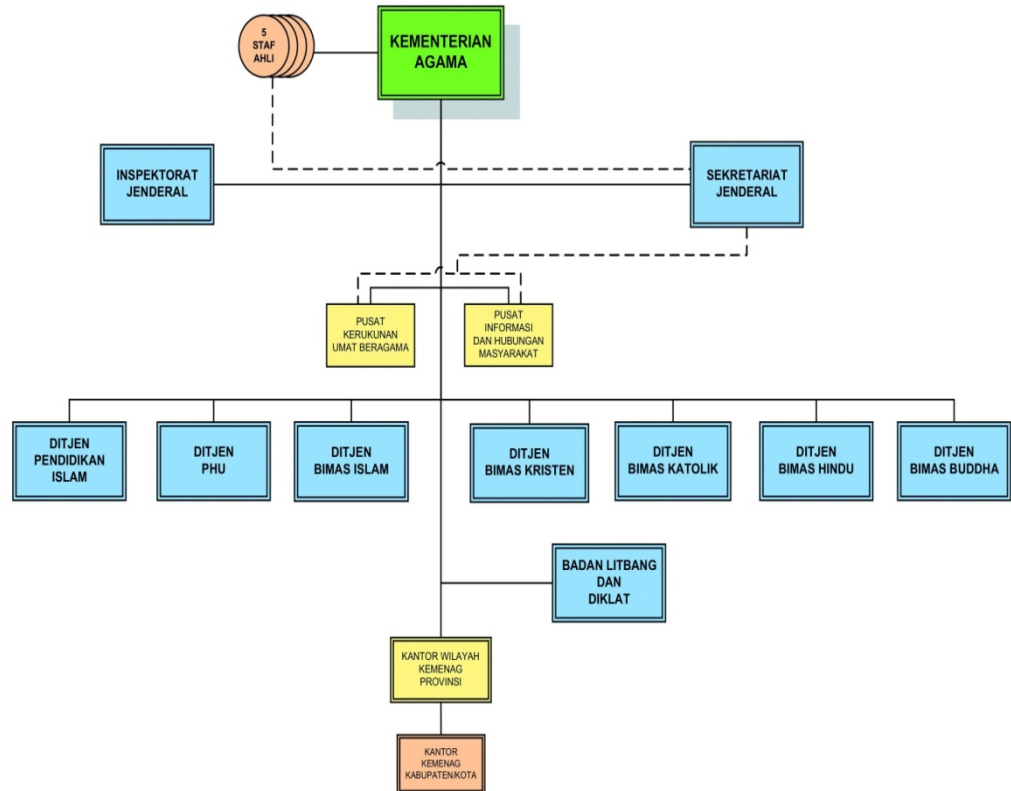 5
STAF
AHLI
KEMENTERIAN
AGAMA
INSPEKTORAT
JENDERAL
SEKRETARIAT
JENDERAL
PUSAT
KERUKUNAN
UMAT BERAGAMA
PUSAT
INFORMASI
DAN HUBUNGAN
MASYARAKAT
DITJEN
PENDIDIKAN
ISLAM
DITJEN
PHU
DITJEN
BIMAS ISLAM
DITJEN
BIMAS KRISTEN
DITJEN
BIMAS KATOLIK
DITJEN
BIMAS HINDU
DITJEN
BIMAS BUDDHA
BADAN LITBANG
DAN
DIKLAT
KANTOR WILAYAH
KEMENAG
PROVINSI
KANTOR
KEMENAG
KABUPATEN/KOTA